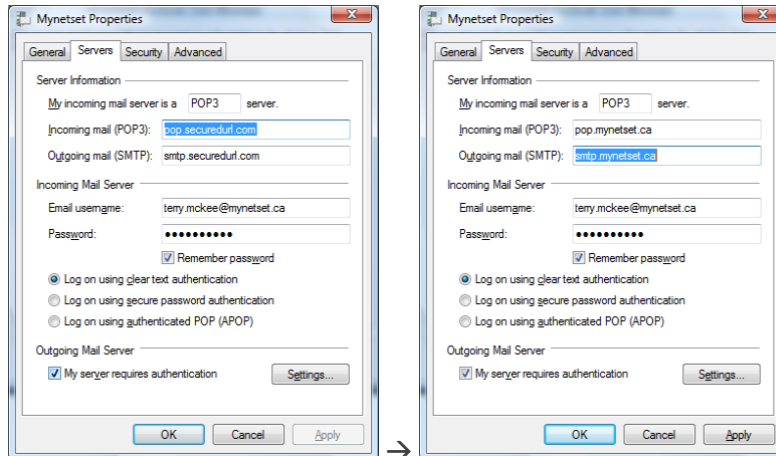 Mynetset Properties
General Servers Security Advanced
Server Information
My incoming mail server is a POP3 server.
Incoming mail (POP3): pop.securedurl.com
Outgoing mail (SMTP): smtp.securedurl.com
Incoming Mail Server
Email username: terry.mckee@mynetset.ca
Password: ●●●●●●●●●●
Remember password
Log on using clear text authentication
Log on using secure password authentication
Log on using authenticated POP (APOP)
Outgoing Mail Server
My server requires authentication Settings...
OK Cancel Apply
→
Mynetset Properties
General Servers Security Advanced
Server Information
My incoming mail server is a POP3 server.
Incoming mail (POP3): pop.mynetset.ca
Outgoing mail (SMTP): smtp.mynetset.ca
Incoming Mail Server
Email username: terry.mckee@mynetset.ca
Password: ●●●●●●●●●●
Remember password
Log on using clear text authentication
Log on using secure password authentication
Log on using authenticated POP (APOP)
Outgoing Mail Server
My server requires authentication Settings...
OK Cancel Apply